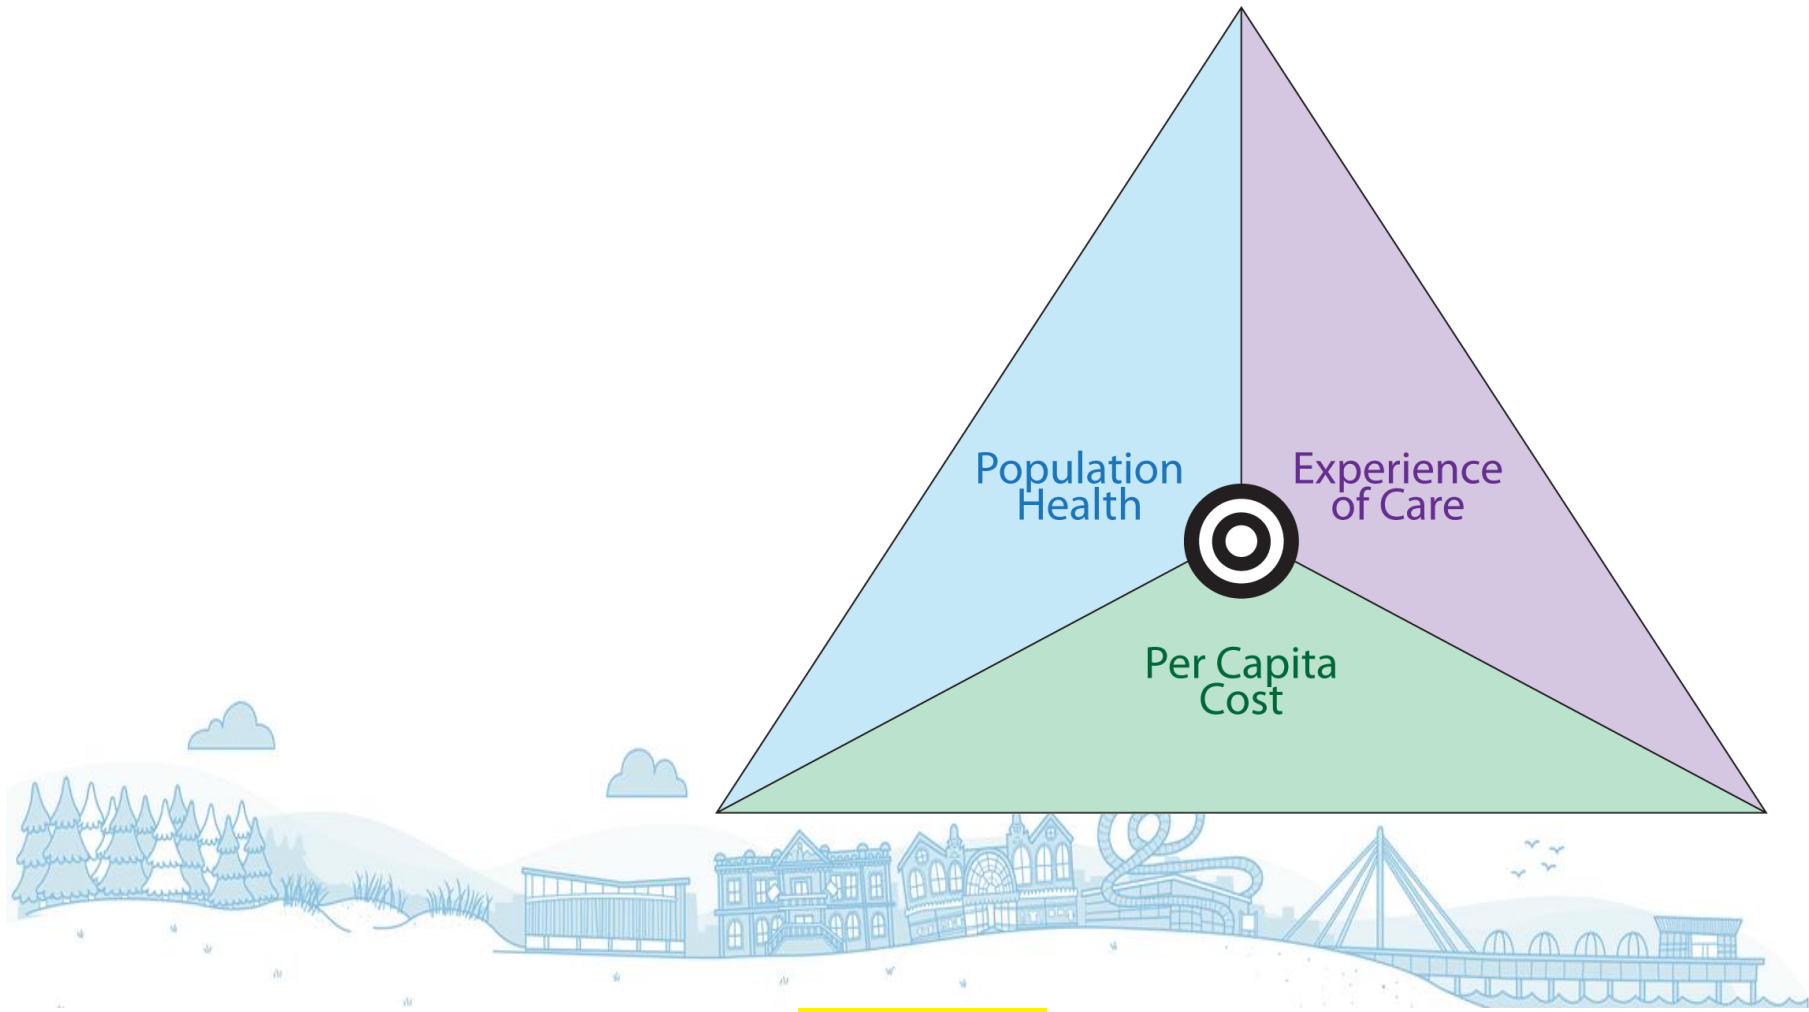 Population
Health
Experience
of Care
Per Capita
Cost